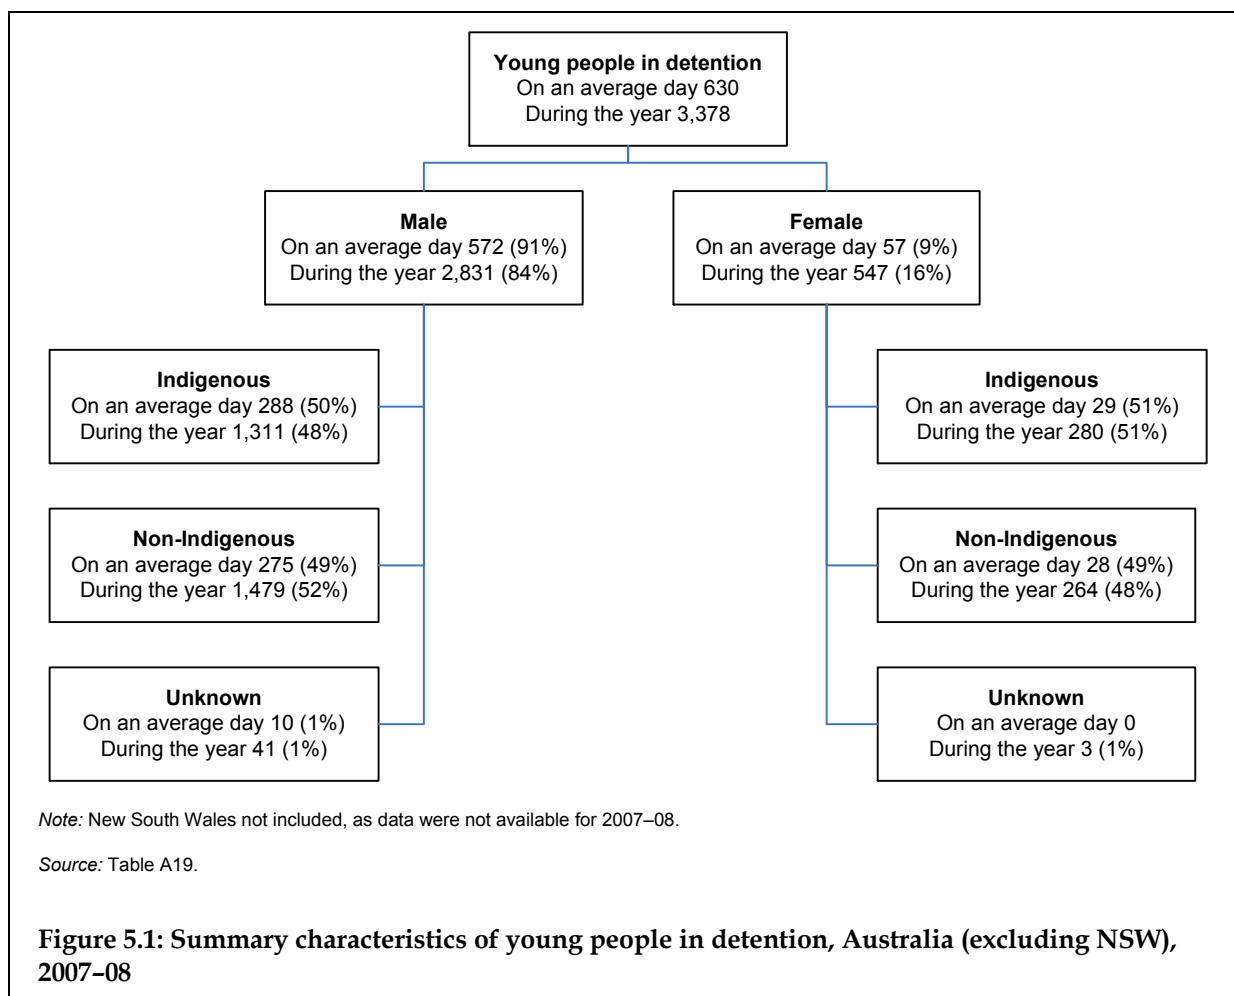 Young people in detention
On an average day 630
During the year 3,378
Male
On an average day 572 (91%)
During the year 2,831 (84%)
Female
On an average day 57 (9%)
During the year 547 (16%)
Indigenous
On an average day 288 (50%)
During the year 1,311 (48%)
Indigenous
On an average day 29 (51%)
During the year 280 (51%)
Non-Indigenous
On an average day 275 (49%)
During the year 1,479 (52%)
Non-Indigenous
On an average day 28 (49%)
During the year 264 (48%)
Unknown
On an average day 10 (1%)
During the year 41 (1%)
Unknown
On an average day 0
During the year 3 (1%)
Note: New South Wales not included, as data were not available for 2007–08.
Source: Table A19.
Figure 5.1: Summary characteristics of young people in detention, Australia (excluding NSW),
2007–08